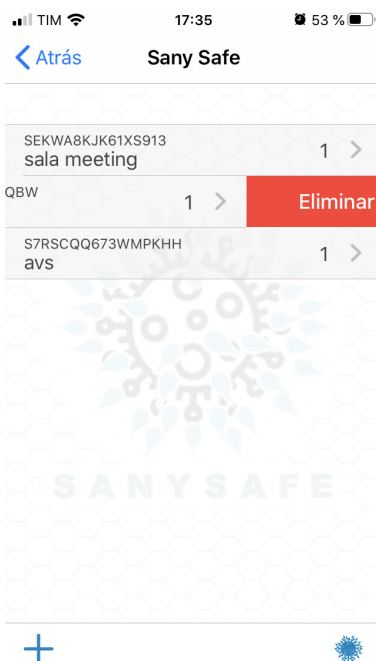 TIM 17:35 53 %
Atrás Sany Safe
SEKWA8KJK61XS913
sala meeting 1
QBW
1 Eliminar
S7RSCQQ673WMPKHH
avs 1
SANYSAFE